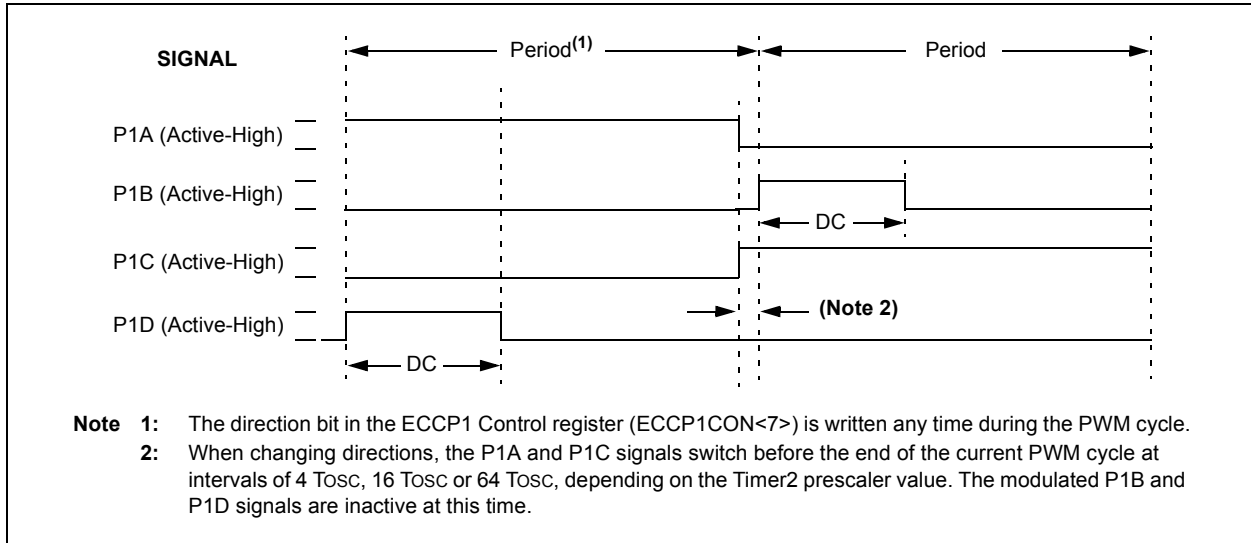 SIGNAL
Period(1)
Period
P1A (Active-High)
P1B (Active-High)
DC
P1C (Active-High)
(Note 2)
P1D (Active-High)
DC
Note 1: The direction bit in the ECCP1 Control register (ECCP1CON<7>) is written any time during the PWM cycle.
2: When changing directions, the P1A and P1C signals switch before the end of the current PWM cycle at
intervals of 4 TOSC, 16 TOSC or 64 TOSC, depending on the Timer2 prescaler value. The modulated P1B and
P1D signals are inactive at this time.